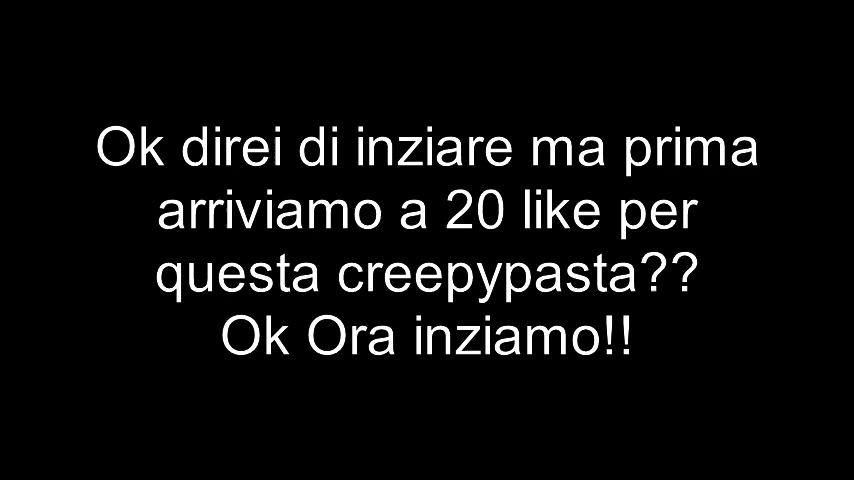 Ok direi di inziare ma prima
arriviamo a 20 like per
questa creepypasta??
Ok Ora inziamo!!